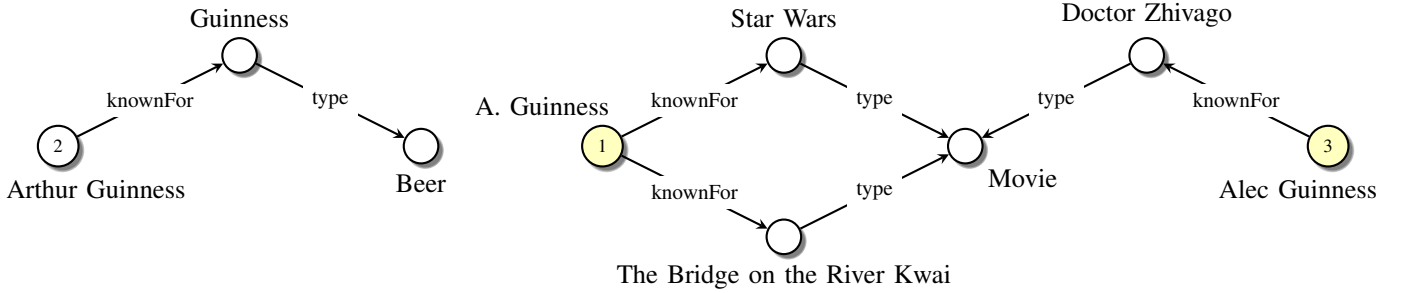 Guinness
Star Wars
Doctor Zhivago
knownFor
type
A. Guinness
knownFor
type
type
knownFor
2
1
3
Arthur Guinness
Beer
knownFor
type
Movie
Alec Guinness
The Bridge on the River Kwai